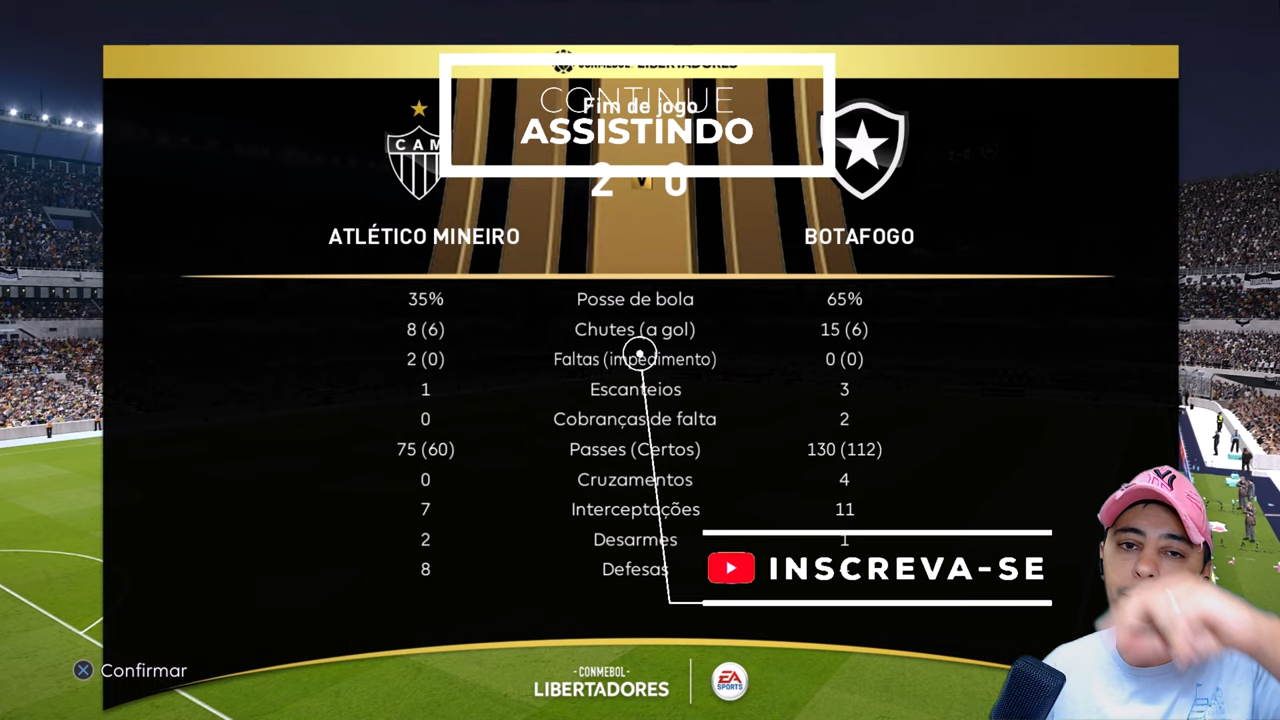 CONMEBOL LIBERTADORES
CONTINUE
Fim de jogo
ASSISTINDO
CAM
2 V 0
ATLÉTICO MINEIRO BOTAFOGO
35% Posse de bola 65%
8 (6) Chutes (a gol) 15 (6)
2 (0) Faltas (impedimento) 0 (0)
1 Escanteios 3
0 Cobranças de falta 2
75 (60) Passes (Certos) 130 (112)
0 Cruzamentos 4
7 Interceptações 11
2 Desarmes 1
8 Defesas
INSCREVA-SE
Confirmar
-CONMEBOL-
LIBERTADORES
EA
SPORTS